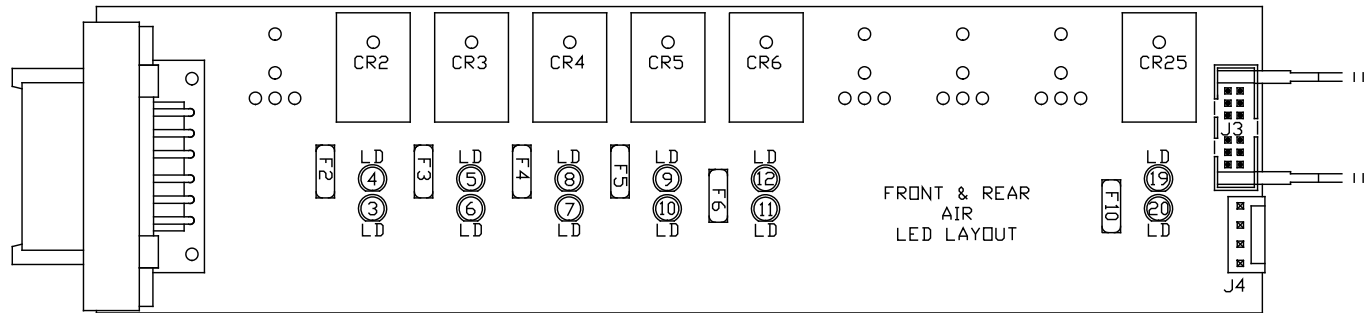 CR2 CR3 CR4 CR5 CR6 CR25
J3
LD LD LD LD LD LD
F2 4 F3 5 F4 8 F5 9 F6 12 F10 19
3 6 7 10 11 20
LD LD LD LD LD LD
FRONT & REAR
AIR
LED LAYOUT
J4